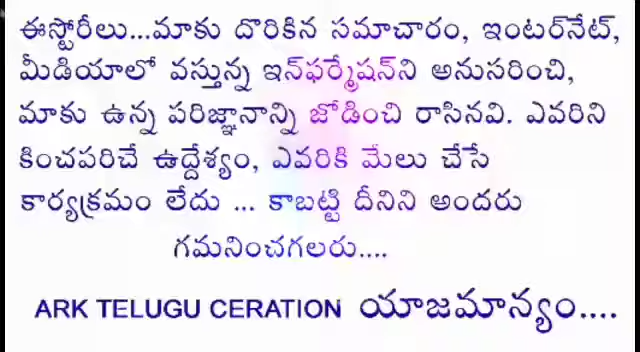 ఈస్టోరీలు...మాకు దొరికిన సమాచారం, ఇంటర్‌నేట్,
మీడియాలో వస్తున్న ఇన్‌ఫర్మేషన్‌ని అనుసరించి,
మాకు ఉన్న పరిజ్ఞానాన్ని జోడించి రాసినవి. ఎవరిని
కించపరిచే ఉద్దేశ్యం, ఎవరికి మేలు చేసే
కార్యక్రమం లేదు ... కాబట్టి దీనిని అందరు
గమనించగలరు....
ARK TELUGU CERATION యాజమాన్యం....